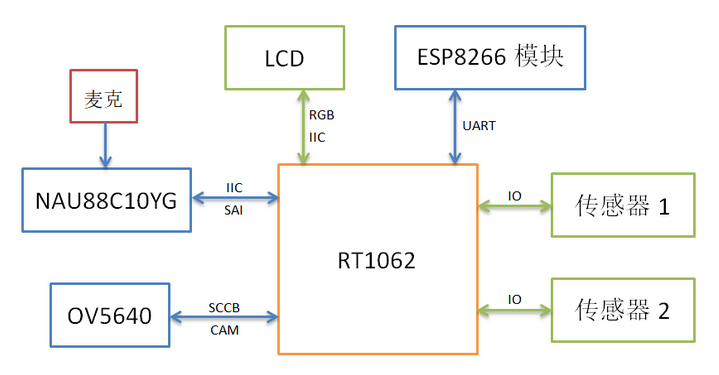 LCD
ESP8266 模块
麦克
RGB
IIC
UART
NAU88C10YG
IIC
SAI
IO
传感器 1
RT1062
OV5640
SCCB
CAM
IO
传感器 2